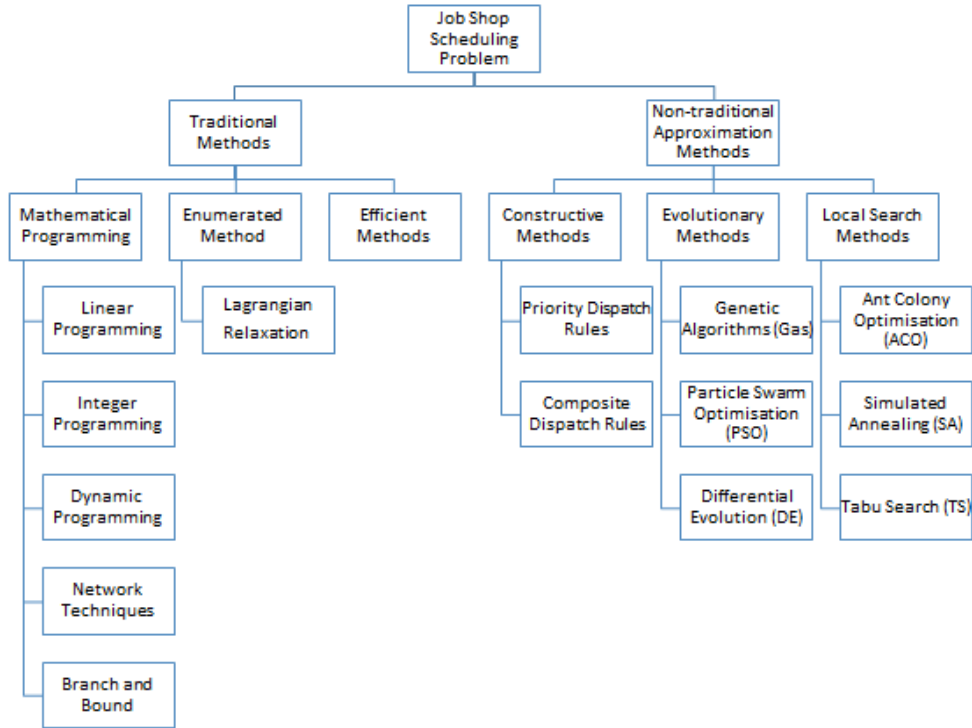 Job Shop
Scheduling
Problem
Traditional
Methods
Non-traditional
Approximation
Methods
Mathematical
Programming
Enumerated
Method
Efficient
Methods
Constructive
Methods
Evolutionary
Methods
Local Search
Methods
Linear
Programming
Integer
Programming
Dynamic
Programming
Network
Techniques
Branch and
Bound
Lagrangian
Relaxation
Priority Dispatch
Rules
Composite
Dispatch Rules
Genetic
Algorithms (Gas)
Particle Swarm
Optimisation
(PSO)
Differential
Evolution (DE)
Ant Colony
Optimisation
(ACO)
Simulated
Annealing (SA)
Tabu Search (TS)